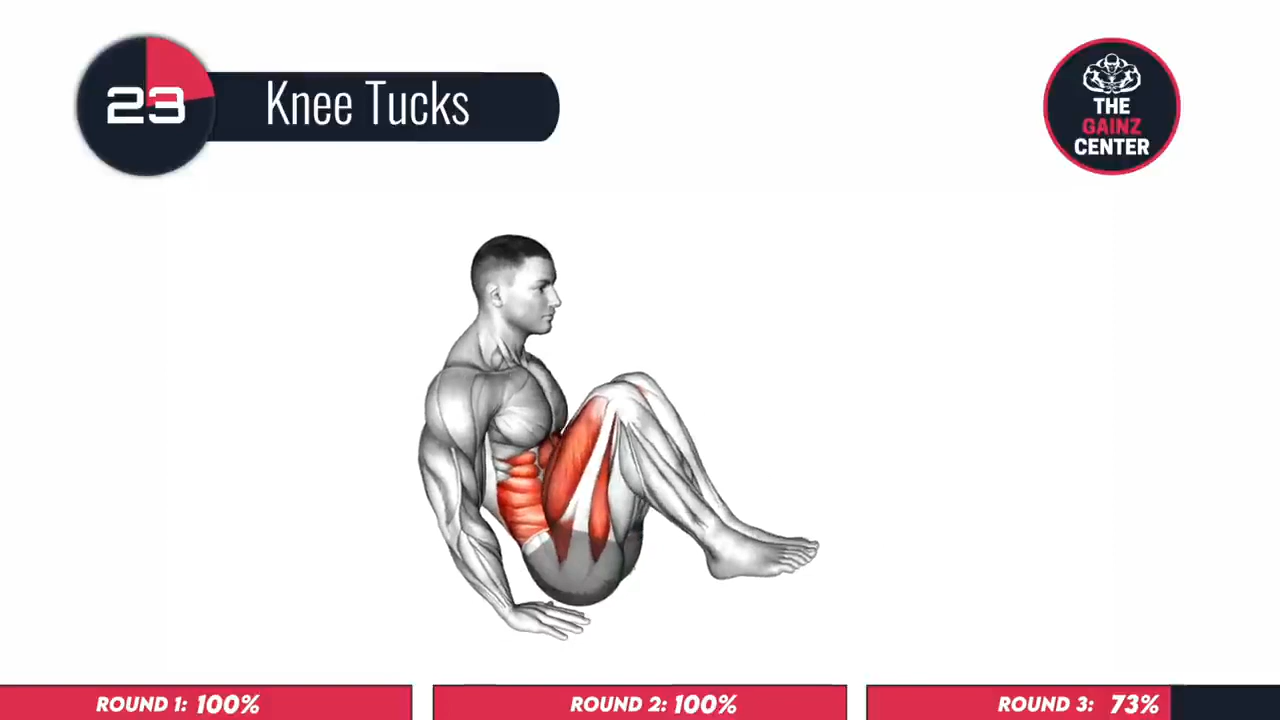 23
Knee Tucks
THE
GAINZ
CENTER
ROUND 1: 100%
ROUND 2: 100%
ROUND 3: 73%